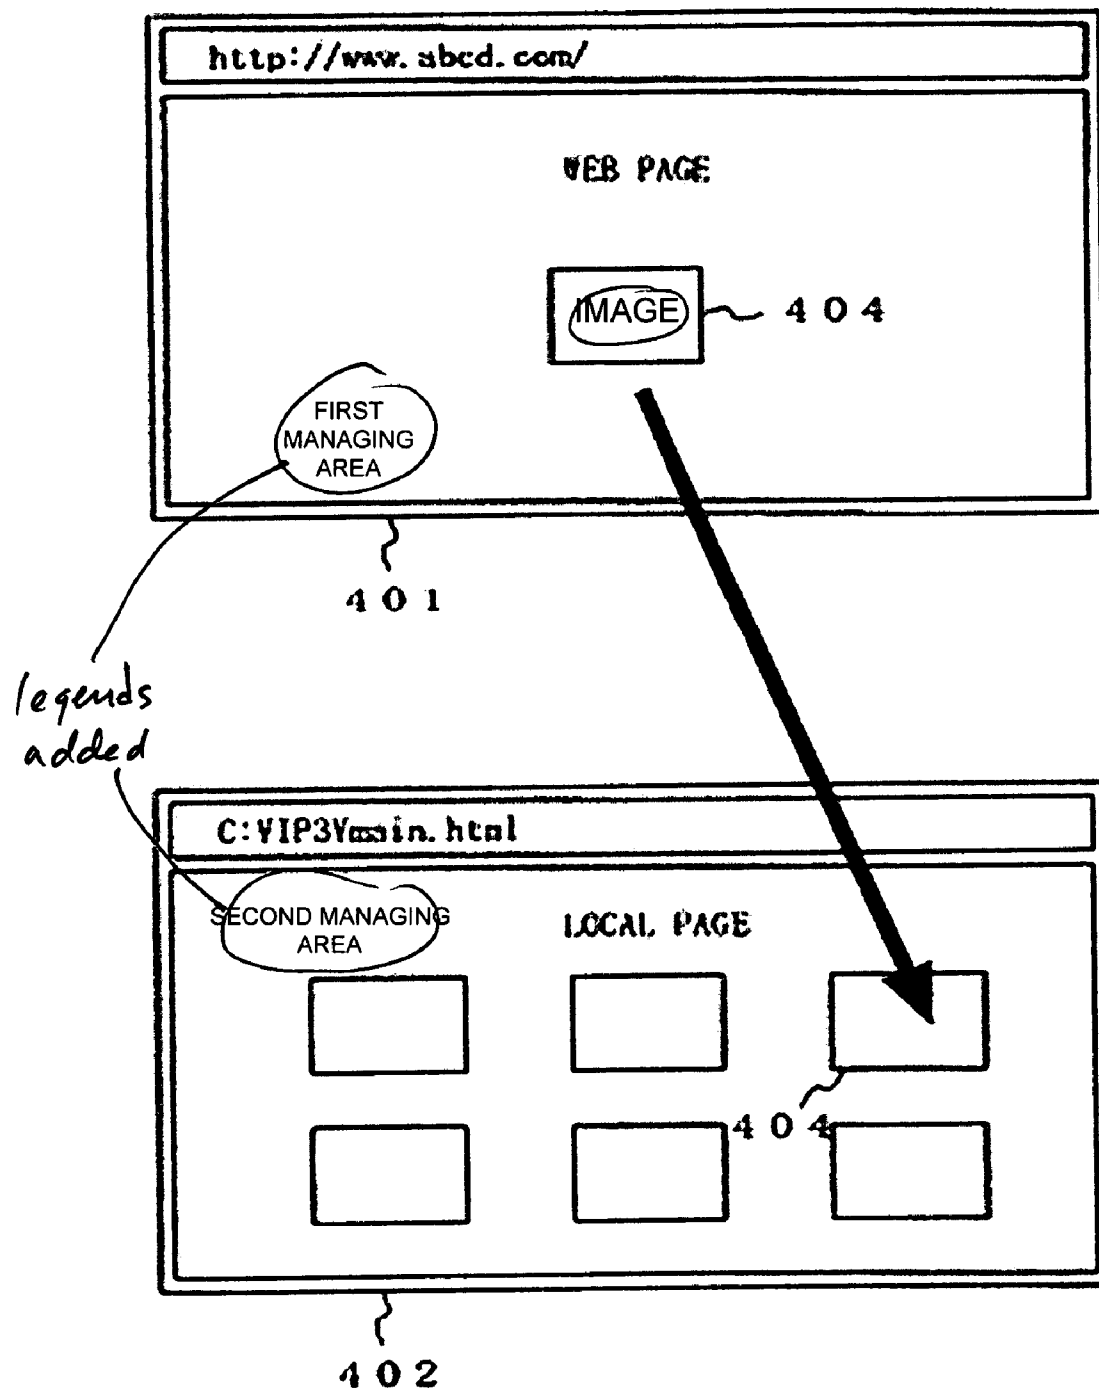 http://www.abcd.com/
WEB PAGE
IMAGE
404
FIRST
MANAGING
AREA
401
legends
added
C:¥IP3¥main.html
SECOND MANAGING
AREA
LOCAL PAGE
404
402